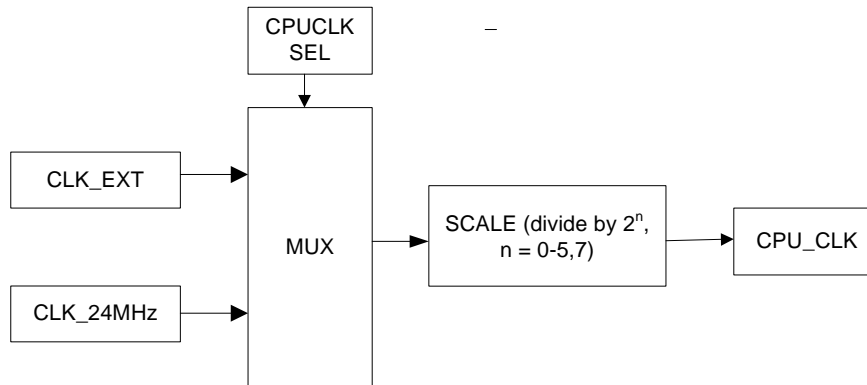 CPUCLK
SEL
CLK_EXT
MUX
SCALE (divide by 2ⁿ,
n = 0-5,7)
CPU_CLK
CLK_24MHz